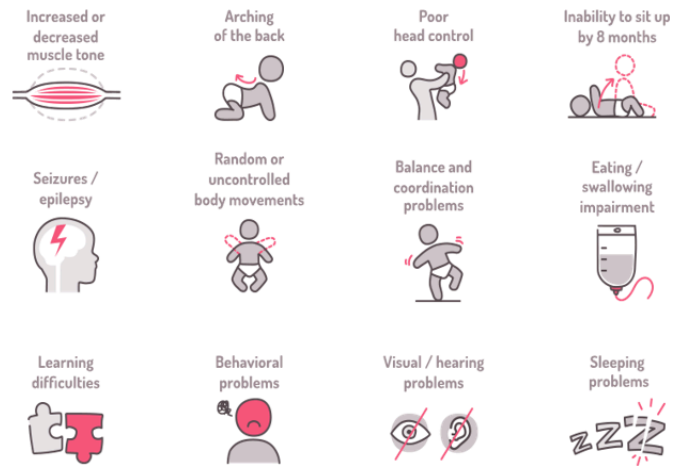 Increased or
decreased
muscle tone
Arching
of the back
Poor
head control
Inability to sit up
by 8 months
Seizures /
epilepsy
Random or
uncontrolled
body movements
Balance and
coordination
problems
Eating /
swallowing
impairment
Learning
difficulties
Behavioral
problems
Visual / hearing
problems
Sleeping
problems